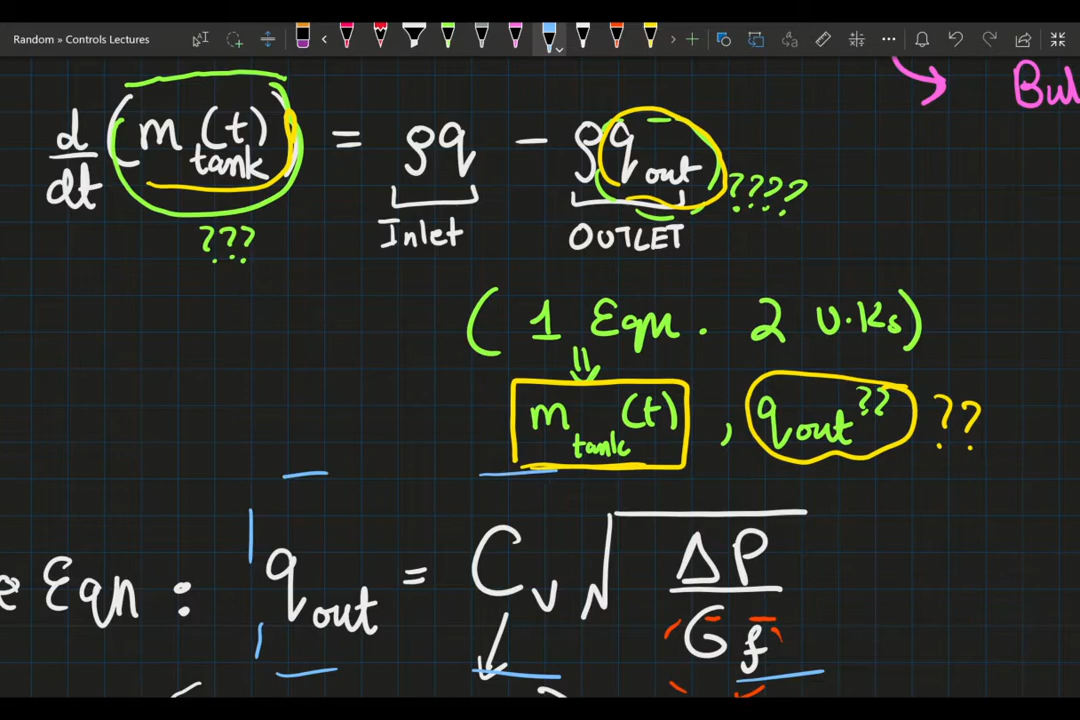 Random » Controls Lectures
Bul
d/dt (m tank (t)) = ρq - ρq out
??? Inlet OUTLET ????
( 1 Eqn. 2 U.Ks)
m tank (t) , q out ?? ??
e Eqn : q out = Cv √ΔP/Gf